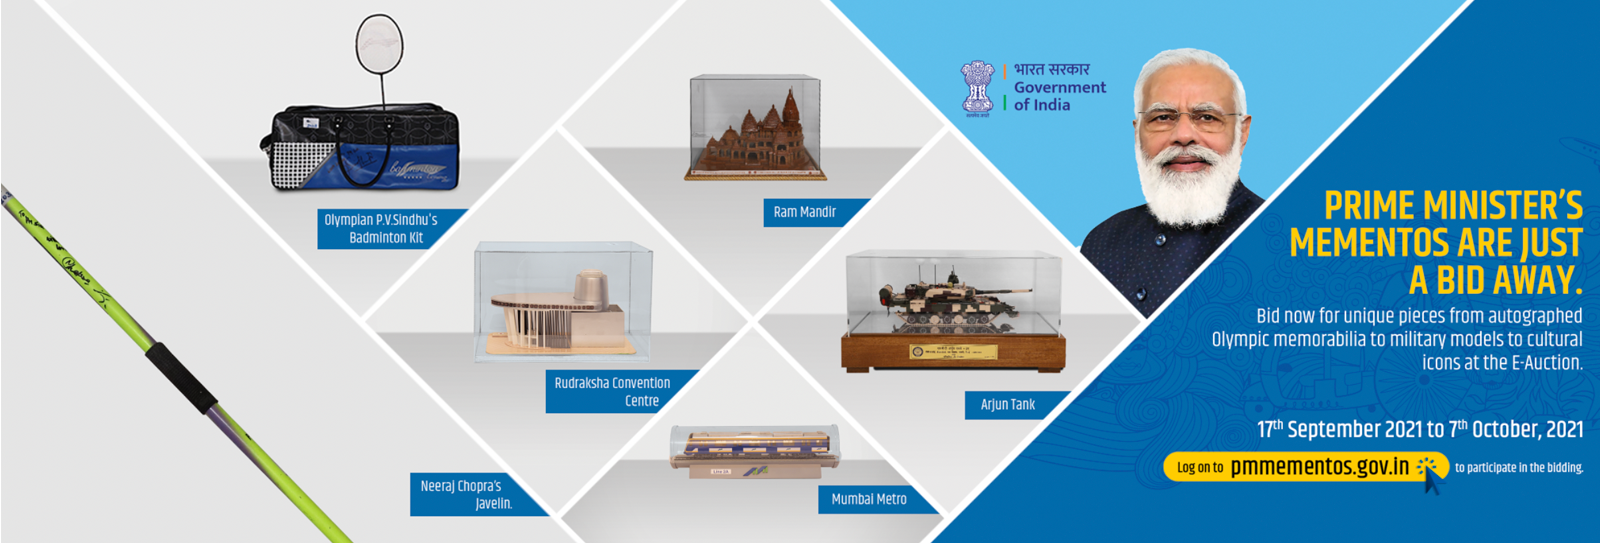 Olympian P.V.Sindhu's
Badminton Kit
Ram Mandir
Rudraksha Convention
Centre
Arjun Tank
Neeraj Chopra's
Javelin.
Mumbai Metro
भारत सरकार
Government
of India
PRIME MINISTER'S
MEMENTOS ARE JUST
A BID AWAY.
Bid now for unique pieces from autographed
Olympic memorabilia to military models to cultural
icons at the E-Auction.
17th September 2021 to 7th October, 2021
Log on to pmmementos.gov.in to participate in the bidding.